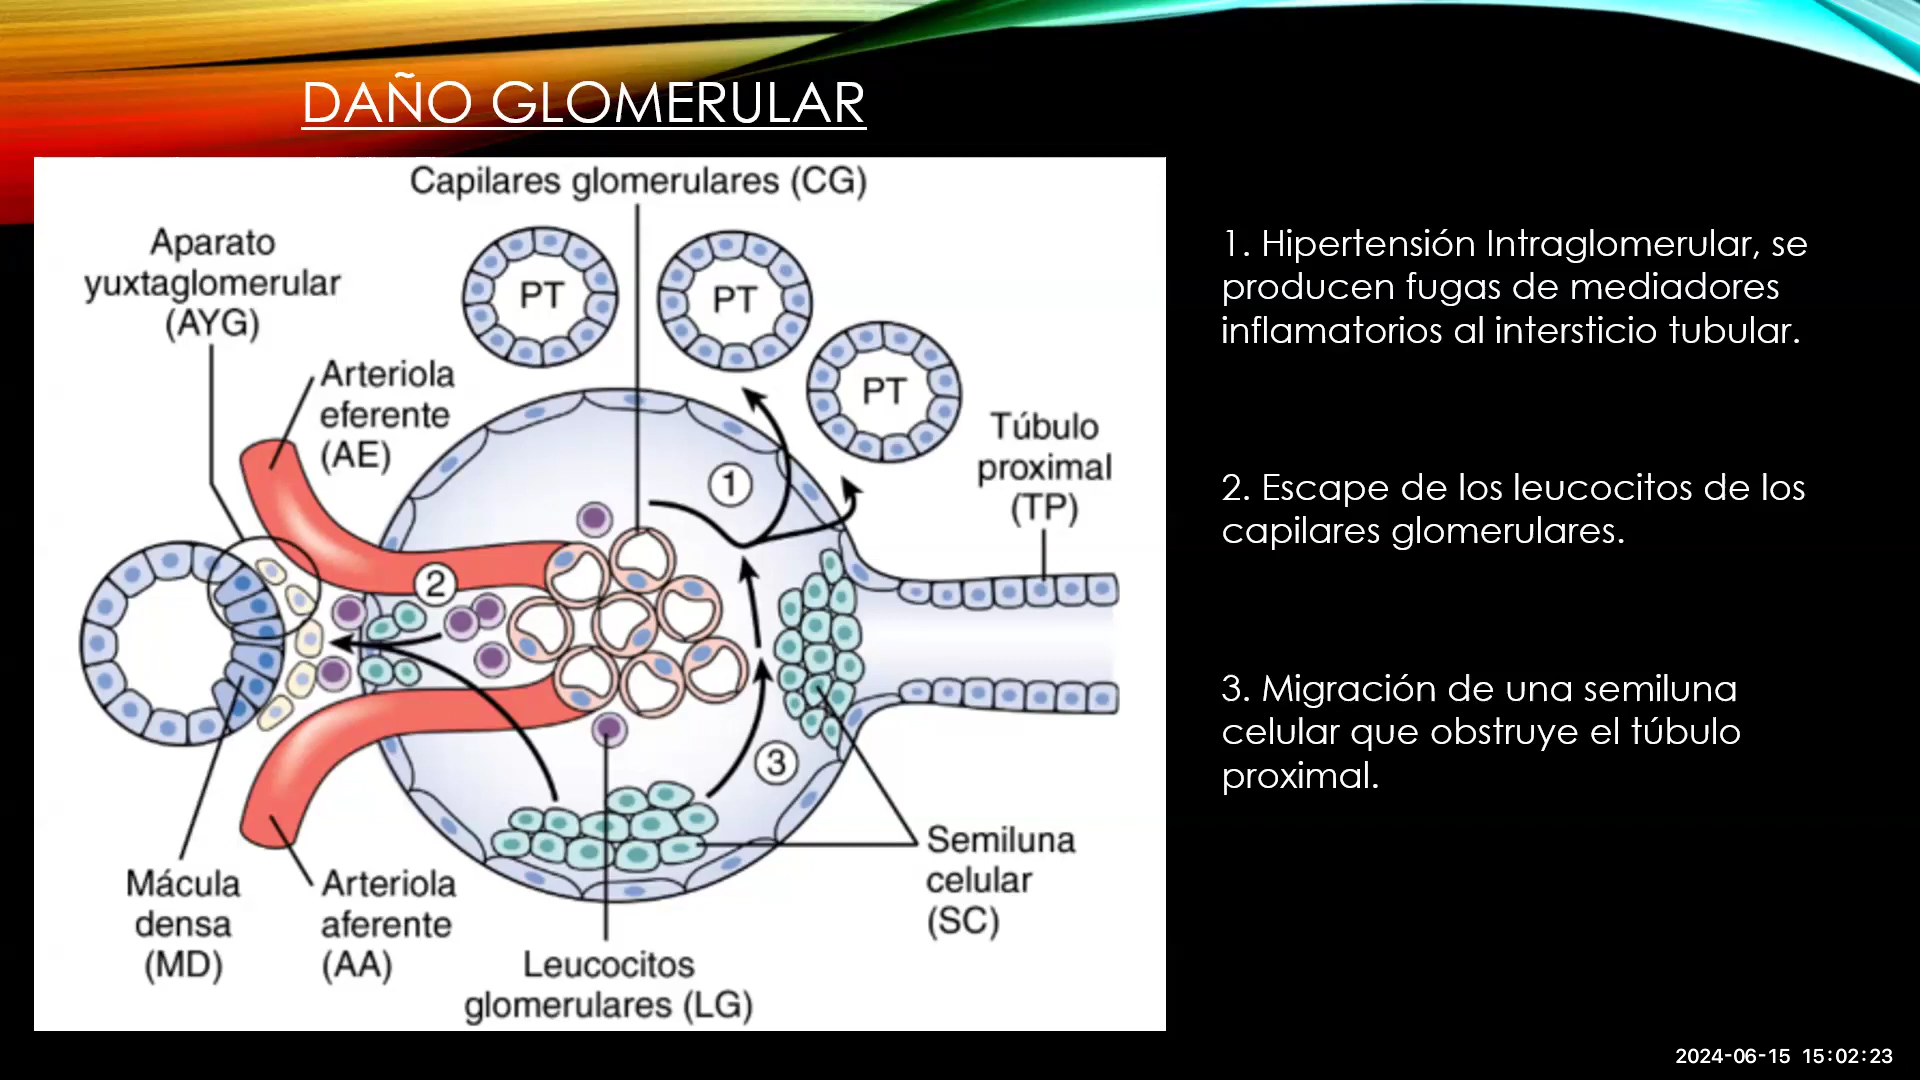 DAÑO GLOMERULAR
Capilares glomerulares (CG)
Aparato
yuxtaglomerular
(AYG)
PT
PT
PT
Arteriola
eferente
(AE)
Túbulo
proximal
(TP)
1
2
3
Mácula
densa
(MD)
Arteriola
aferente
(AA)
Leucocitos
glomerulares (LG)
Semiluna
celular
(SC)
1. Hipertensión Intraglomerular, se
producen fugas de mediadores
inflamatorios al intersticio tubular.
2. Escape de los leucocitos de los
capilares glomerulares.
3. Migración de una semiluna
celular que obstruye el túbulo
proximal.
2024-06-15 15:02:23